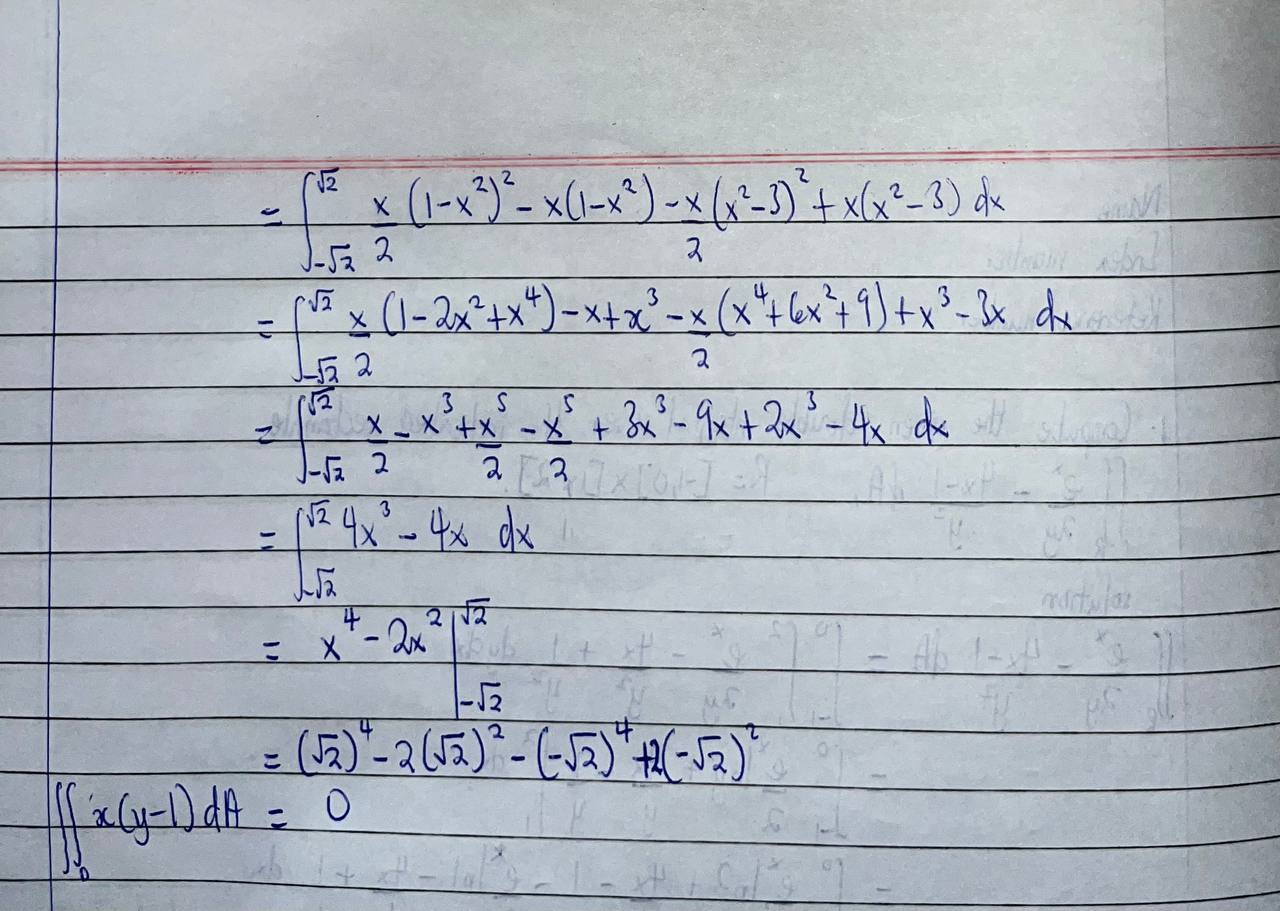 = ∫_{-√2}^{√2} x/2 (1-x²)² - x(1-x²) - x/2 (x²-3)² + x(x²-3) dx
= ∫_{-√2}^{√2} x/2 (1-2x²+x⁴) - x + x³ - x/2 (x⁴+6x²+9) + x³ - 3x dx
= ∫_{-√2}^{√2} x/2 - x³ + x⁵/2 - x⁵/2 + 3x³ - 9x + 2x³ - 4x dx
= ∫_{-√2}^{√2} 4x³ - 4x dx
= x⁴ - 2x² |_{-√2}^{√2}
= (√2)⁴ - 2(√2)² - (-√2)⁴ + 2(-√2)²
∬_D x(y-1) dA = 0